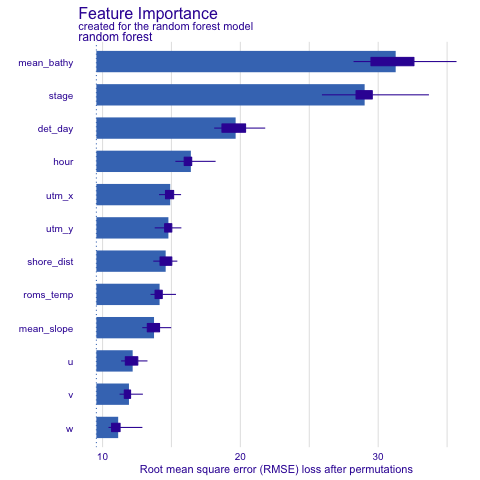 Feature Importance
created for the random forest model
random forest
mean_bathy
stage
det_day
hour
utm_x
utm_y
shore_dist
roms_temp
mean_slope
u
v
w
10 20 30
Root mean square error (RMSE) loss after permutations